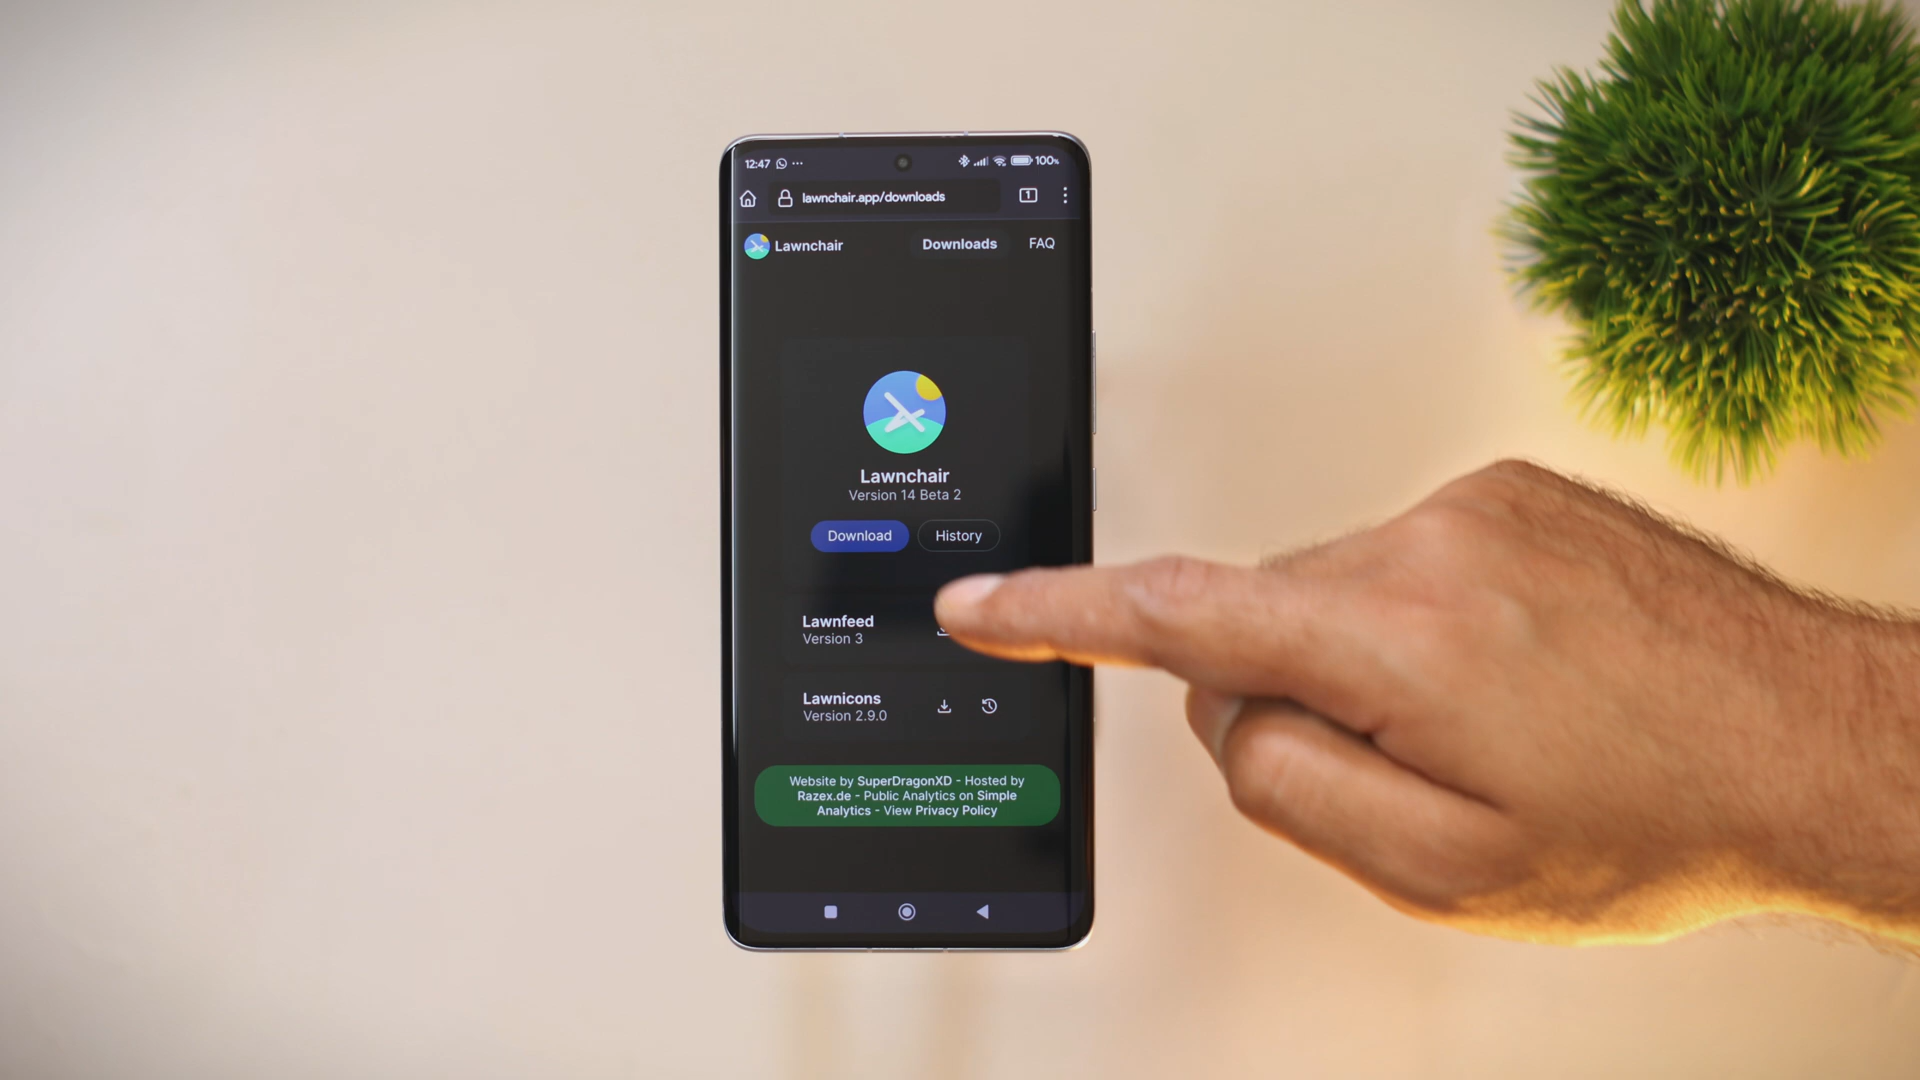 12:47
100%
lawnchair.app/downloads
1
Lawnchair
Downloads
FAQ
Lawnchair
Version 14 Beta 2
Download
History
Lawnfeed
Version 3
Lawnicons
Version 2.9.0
Website by SuperDragonXD - Hosted by
Razex.de - Public Analytics on Simple
Analytics - View Privacy Policy